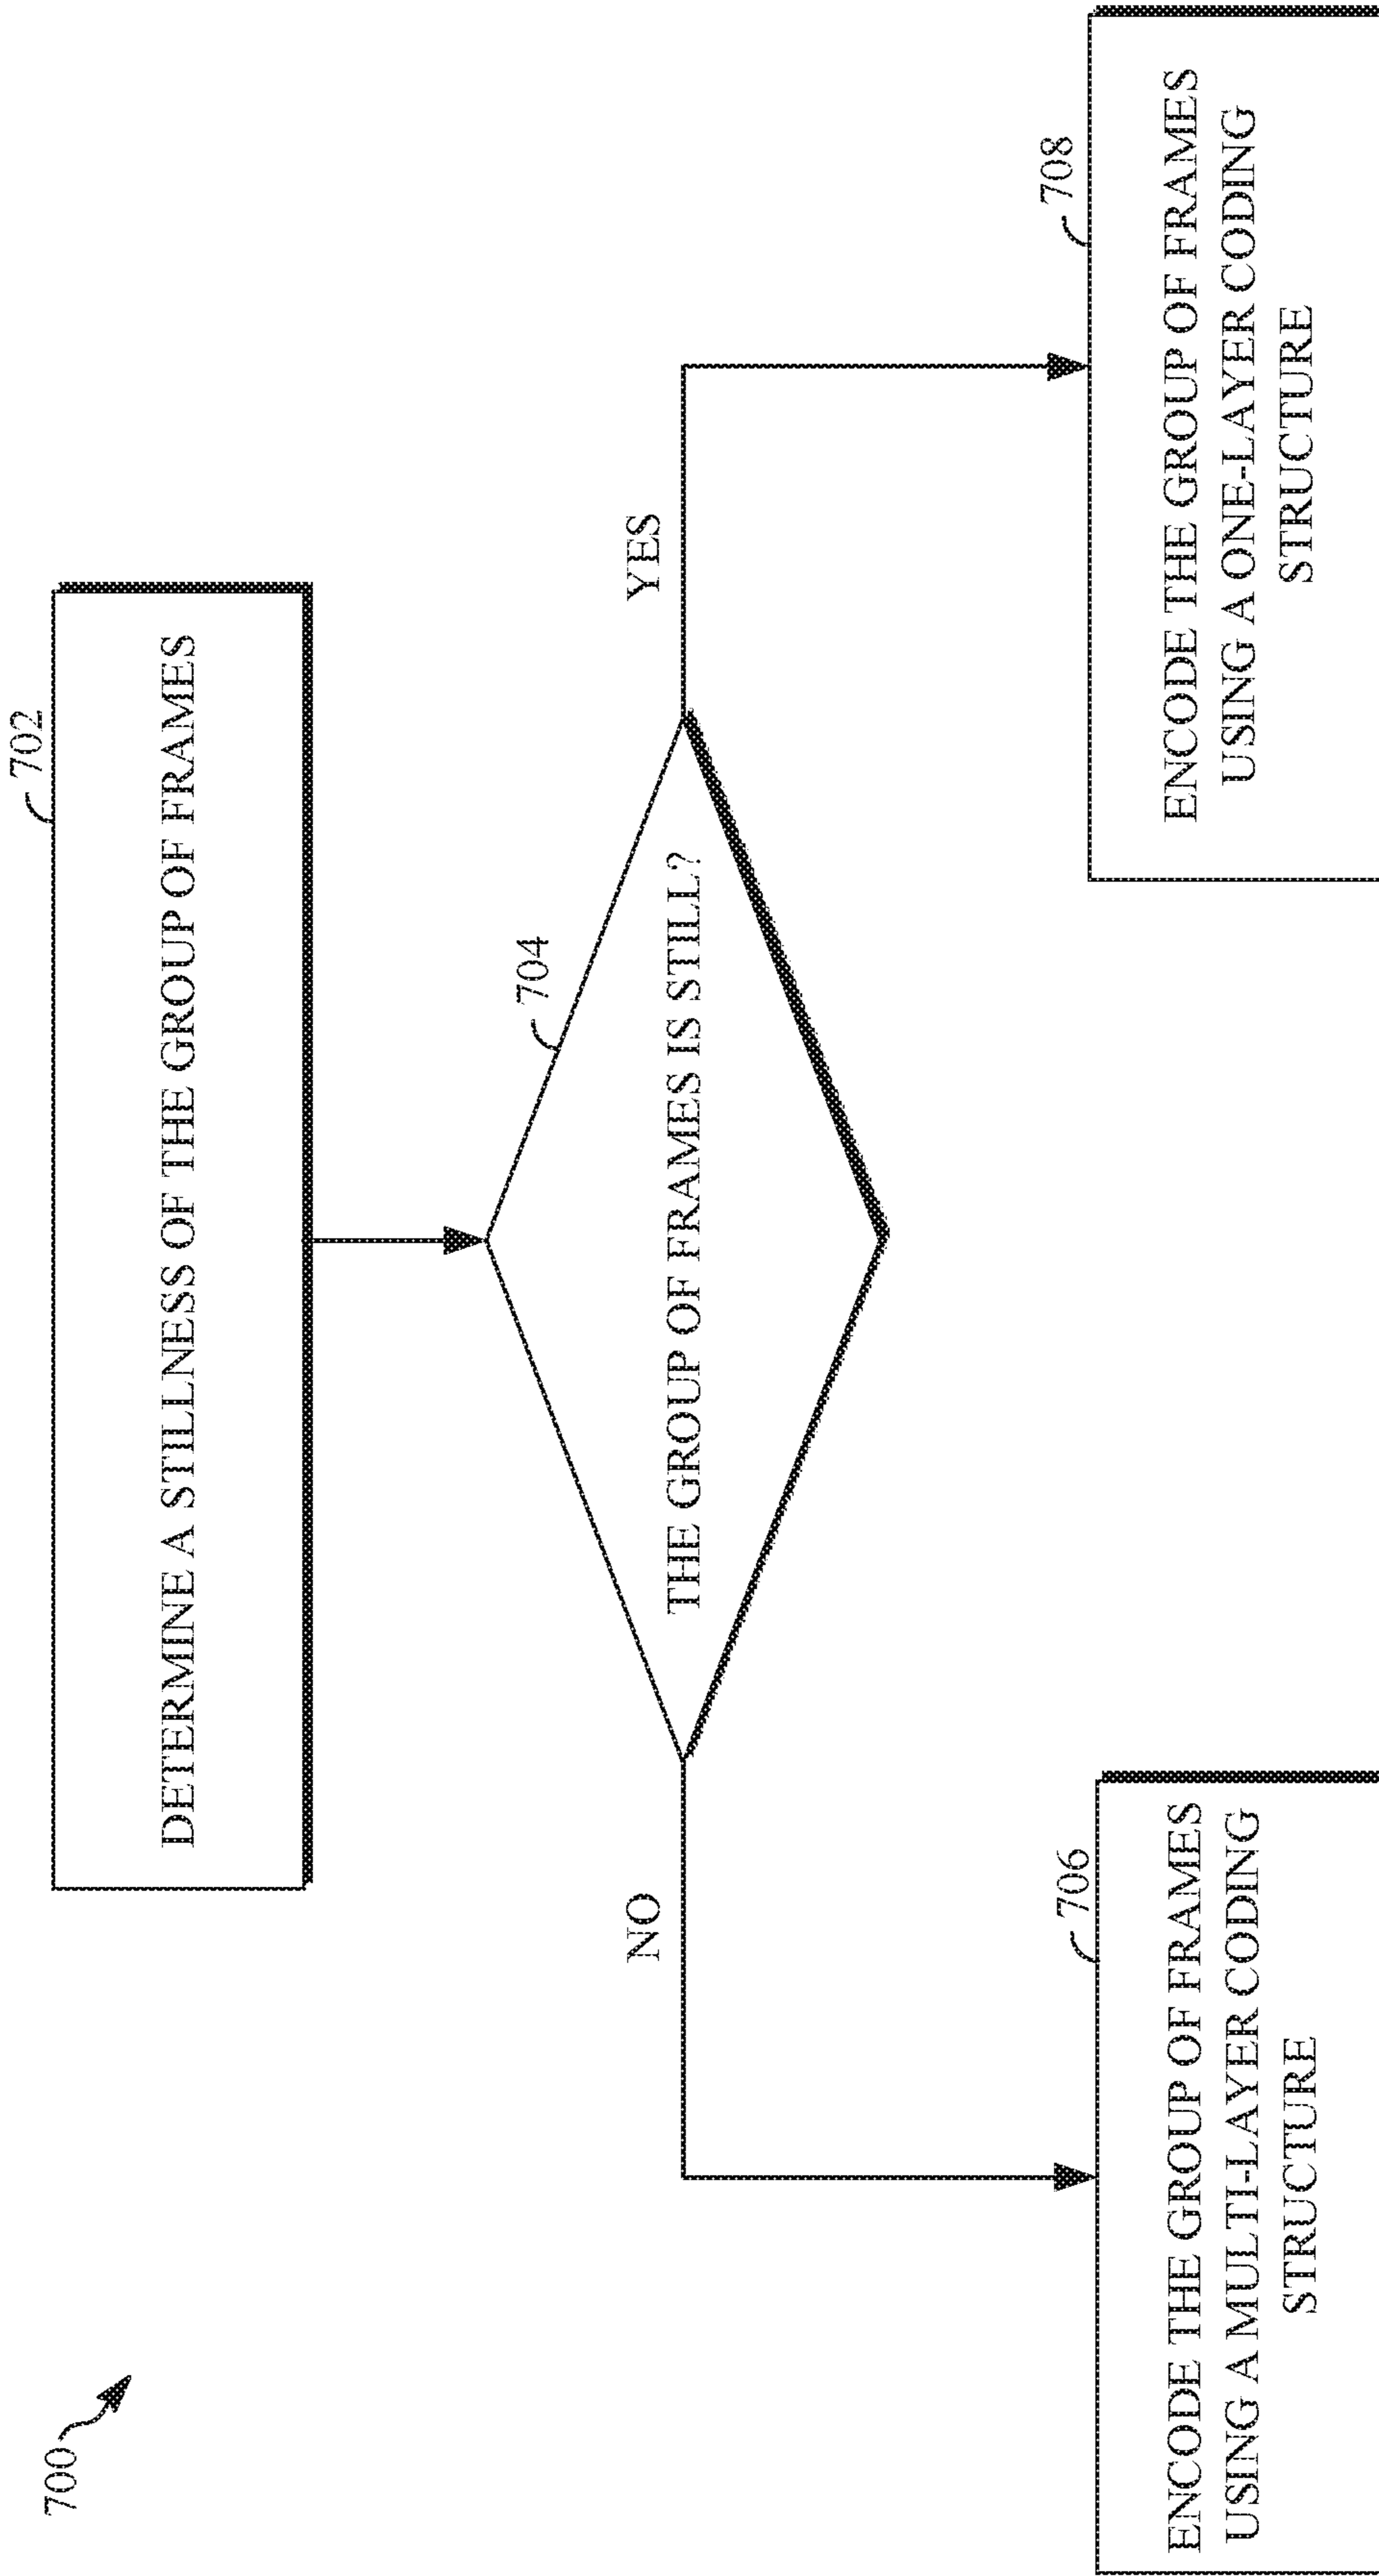 700
702
DETERMINE A STILLNESS OF THE GROUP OF FRAMES
704
THE GROUP OF FRAMES IS STILL?
NO
YES
706
ENCODE THE GROUP OF FRAMES
USING A MULTI-LAYER CODING
STRUCTURE
708
ENCODE THE GROUP OF FRAMES
USING A ONE-LAYER CODING
STRUCTURE